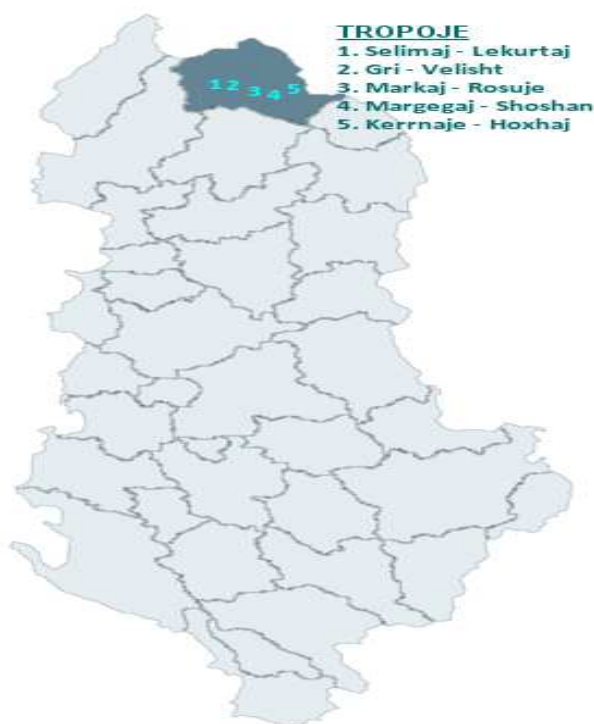 TROPOJE
1. Selimaj - Lekurtaj
2. Gri - Velisht
3. Markaj - Rosuje
4. Margegaj - Shoshan
5. Kerrnaje - Hoxhaj
1 2 3 4 5